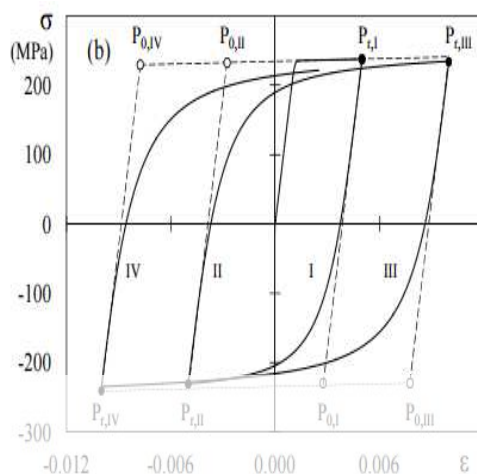 σ
(MPa)
(b)
P0,IV
P0,II
Pr,I
Pr,III
200
100
0
IV
II
I
III
-100
-200
Pr,IV
Pr,II
P0,I
P0,III
-300
-0.012
-0.006
0.000
0.006
ε